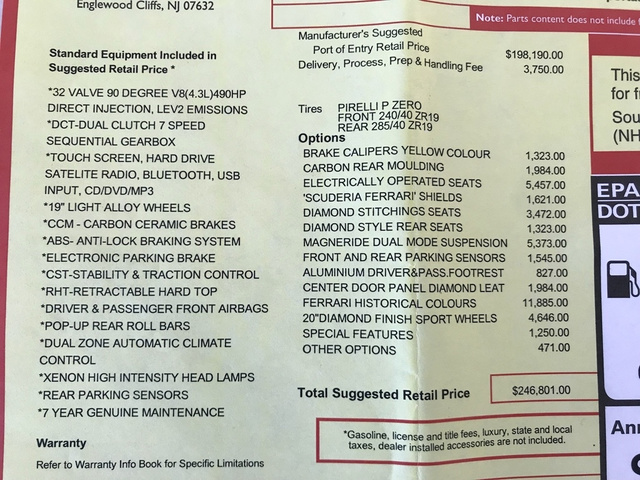 Englewood Cliffs, NJ 07632
Note: Parts content does not include f
Standard Equipment Included in
Suggested Retail Price *
*32 VALVE 90 DEGREE V8(4.3L)490HP
DIRECT INJECTION, LEV2 EMISSIONS
*DCT-DUAL CLUTCH 7 SPEED
SEQUENTIAL GEARBOX
*TOUCH SCREEN, HARD DRIVE
SATELITE RADIO, BLUETOOTH, USB
INPUT, CD/DVD/MP3
*19" LIGHT ALLOY WHEELS
*CCM - CARBON CERAMIC BRAKES
*ABS- ANTI-LOCK BRAKING SYSTEM
*ELECTRONIC PARKING BRAKE
*CST-STABILITY & TRACTION CONTROL
*RHT-RETRACTABLE HARD TOP
*DRIVER & PASSENGER FRONT AIRBAGS
*POP-UP REAR ROLL BARS
*DUAL ZONE AUTOMATIC CLIMATE
CONTROL
*XENON HIGH INTENSITY HEAD LAMPS
*REAR PARKING SENSORS
*7 YEAR GENUINE MAINTENANCE
Warranty
Refer to Warranty Info Book for Specific Limitations
Manufacturer's Suggested
Port of Entry Retail Price $198,190.00
Delivery, Process, Prep & Handling Fee 3,750.00
Tires PIRELLI P ZERO
FRONT 240/40 ZR19
REAR 285/40 ZR19
Options
BRAKE CALIPERS YELLOW COLOUR 1,323.00
CARBON REAR MOULDING 1,984.00
ELECTRICALLY OPERATED SEATS 5,457.00
'SCUDERIA FERRARI' SHIELDS 1,621.00
DIAMOND STITCHINGS SEATS 3,472.00
DIAMOND STYLE REAR SEATS 1,323.00
MAGNERIDE DUAL MODE SUSPENSION 5,373.00
FRONT AND REAR PARKING SENSORS 1,545.00
ALUMINIUM DRIVER&PASS.FOOTREST 827.00
CENTER DOOR PANEL DIAMOND LEAT 1,984.00
FERRARI HISTORICAL COLOURS 11,885.00
20"DIAMOND FINISH SPORT WHEELS 4,646.00
SPECIAL FEATURES 1,250.00
OTHER OPTIONS 471.00
Total Suggested Retail Price $246,801.00
*Gasoline, license and title fees, luxury, state and local
taxes, dealer installed accessories are not included.
This
for f
Sou
(NH
EPA
DOT
Ann